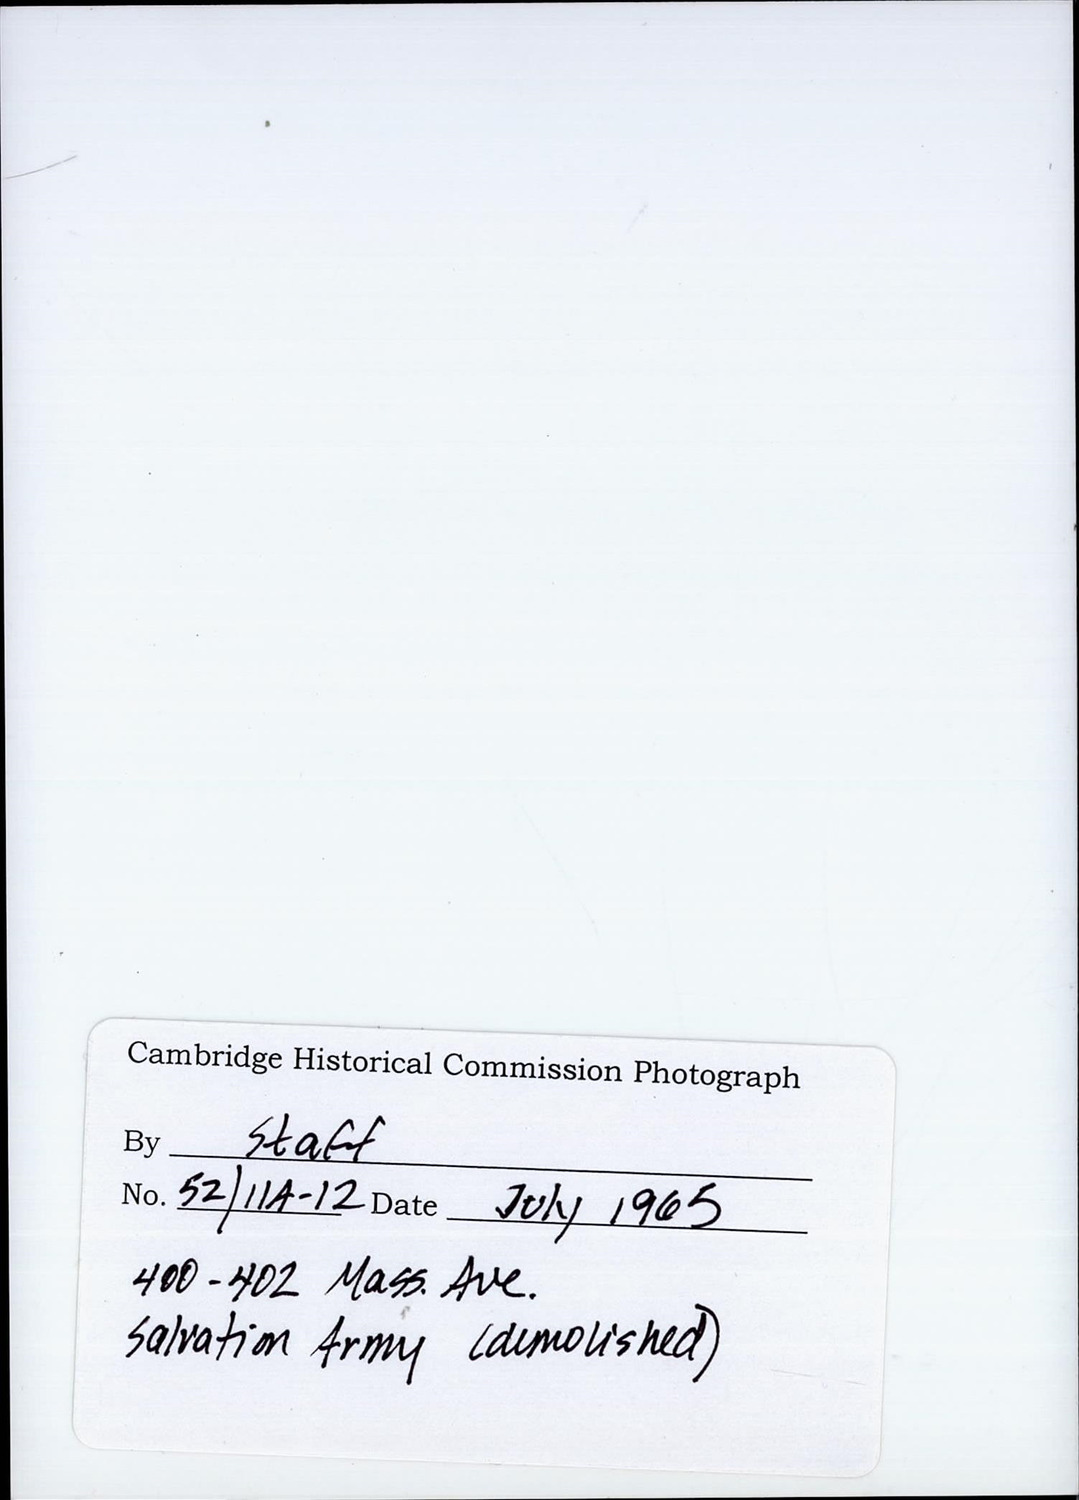 Cambridge Historical Commission Photograph
By Staff
No. 52/11A-12 Date July 1965
400-402 Mass. Ave.
Salvation Army (demolished)